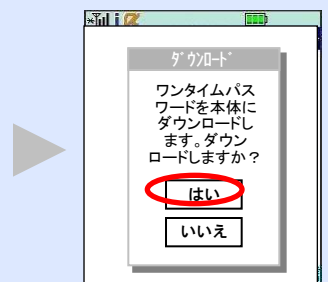 ﾀﾞｳﾝﾛｰﾄﾞ
ワンタイムパス
ワードを本体に
ダウンロードし
ます。ダウン
ロードしますか？
はい
いいえ